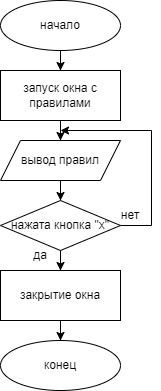 начало
запуск окна с
правилами
вывод правил
нажата кнопка "x"
нет
да
закрытие окна
конец